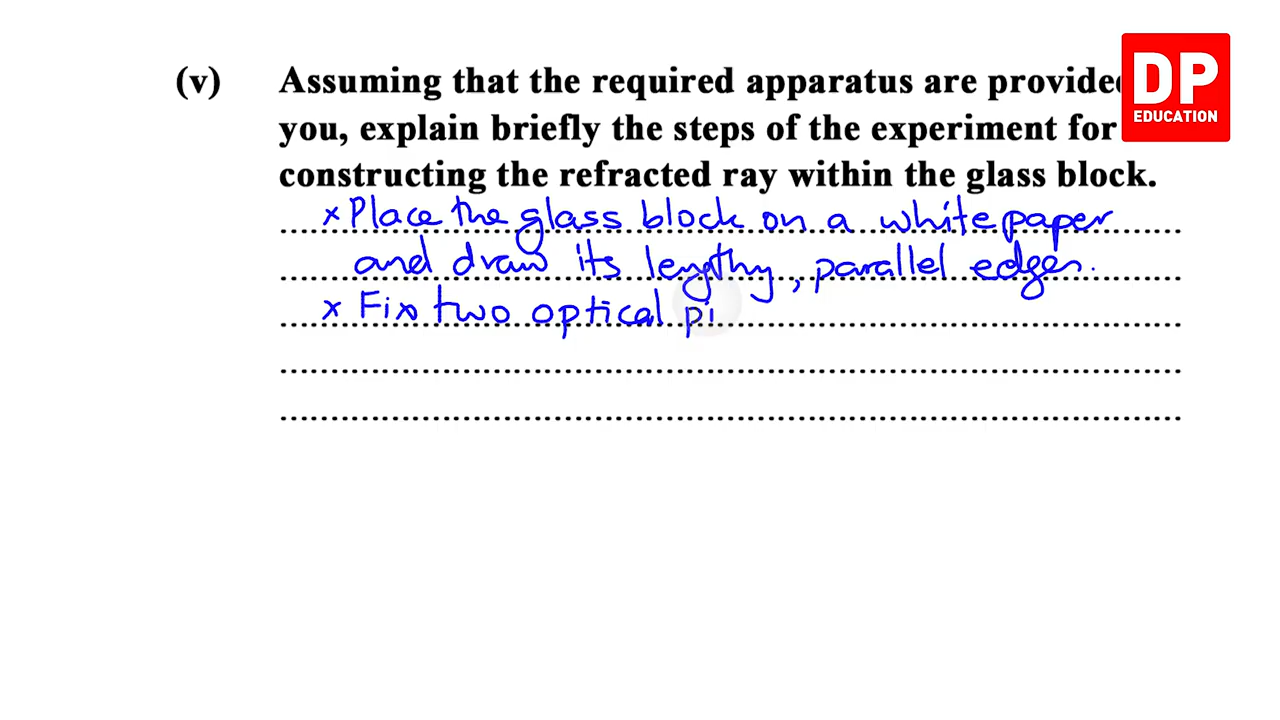 (v) Assuming that the required apparatus are provided
you, explain briefly the steps of the experiment for
constructing the refracted ray within the glass block.
× Place the glass block on a white paper
and draw its lengthy, parallel edges.
× Fix two optical pi
DP
EDUCATION